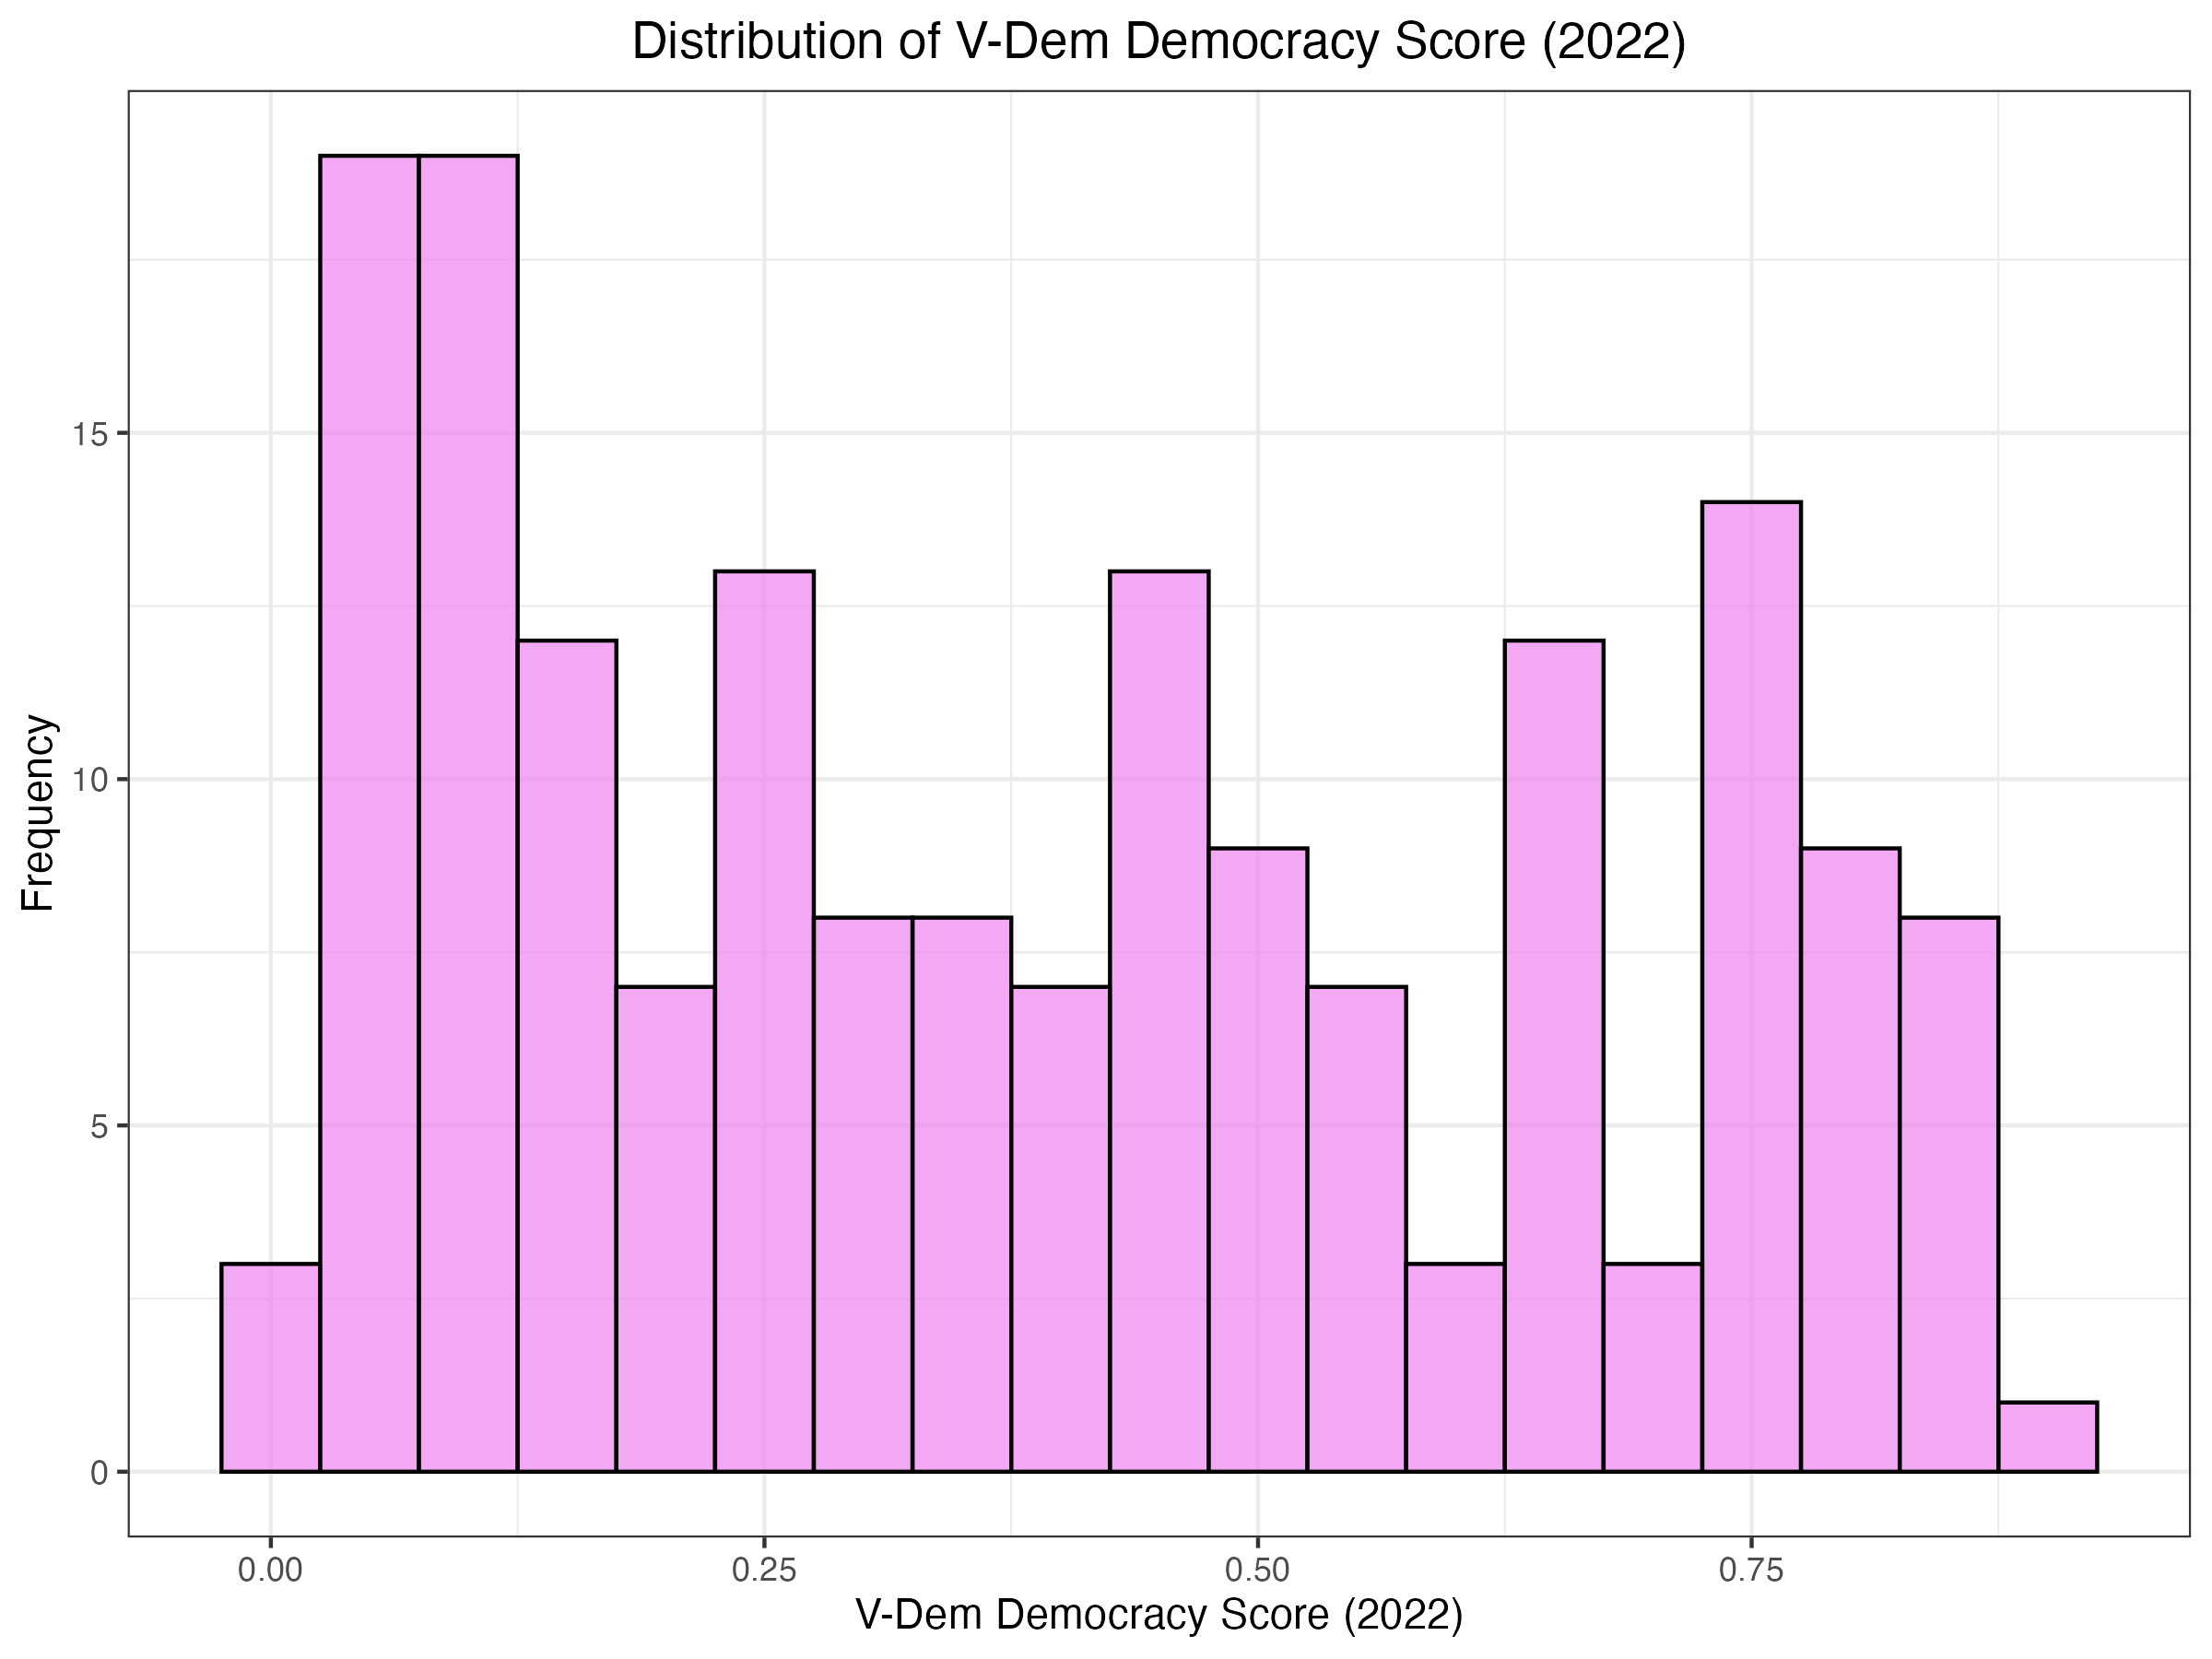 Distribution of V-Dem Democracy Score (2022)
Frequency
15
10
5
0
0.00 0.25 0.50 0.75
V-Dem Democracy Score (2022)